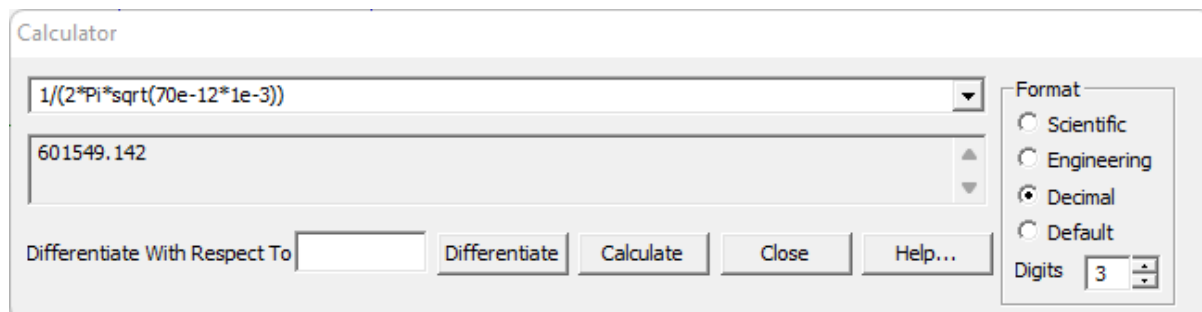 Calculator
1/(2*Pi*sqrt(70e-12*1e-3))
601549.142
Differentiate With Respect To
Differentiate
Calculate
Close
Help...
Format
Scientific
Engineering
Decimal
Default
Digits 3